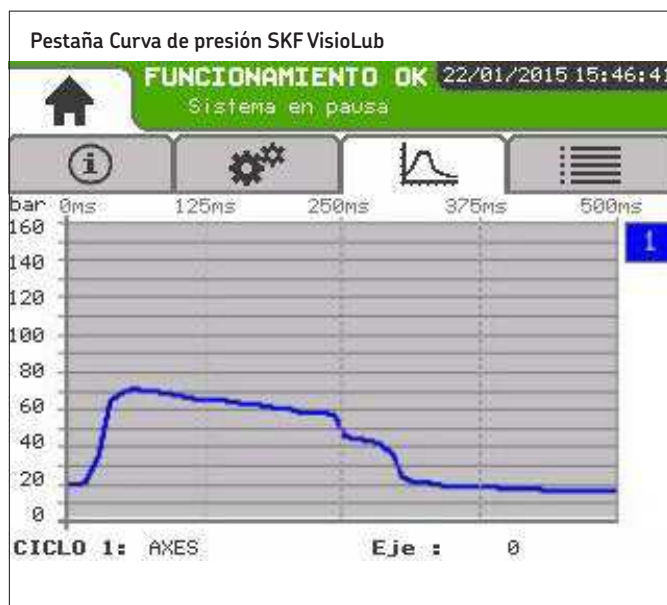 Pestaña Curva de presión SKF VisioLub
FUNCIONAMIENTO OK 22/01/2015 15:46:41
Sistema en pausa
bar 0ms 125ms 250ms 375ms 500ms
160
1
140
120
100
80
60
40
20
0
CICLO 1: AXES Eje : 0